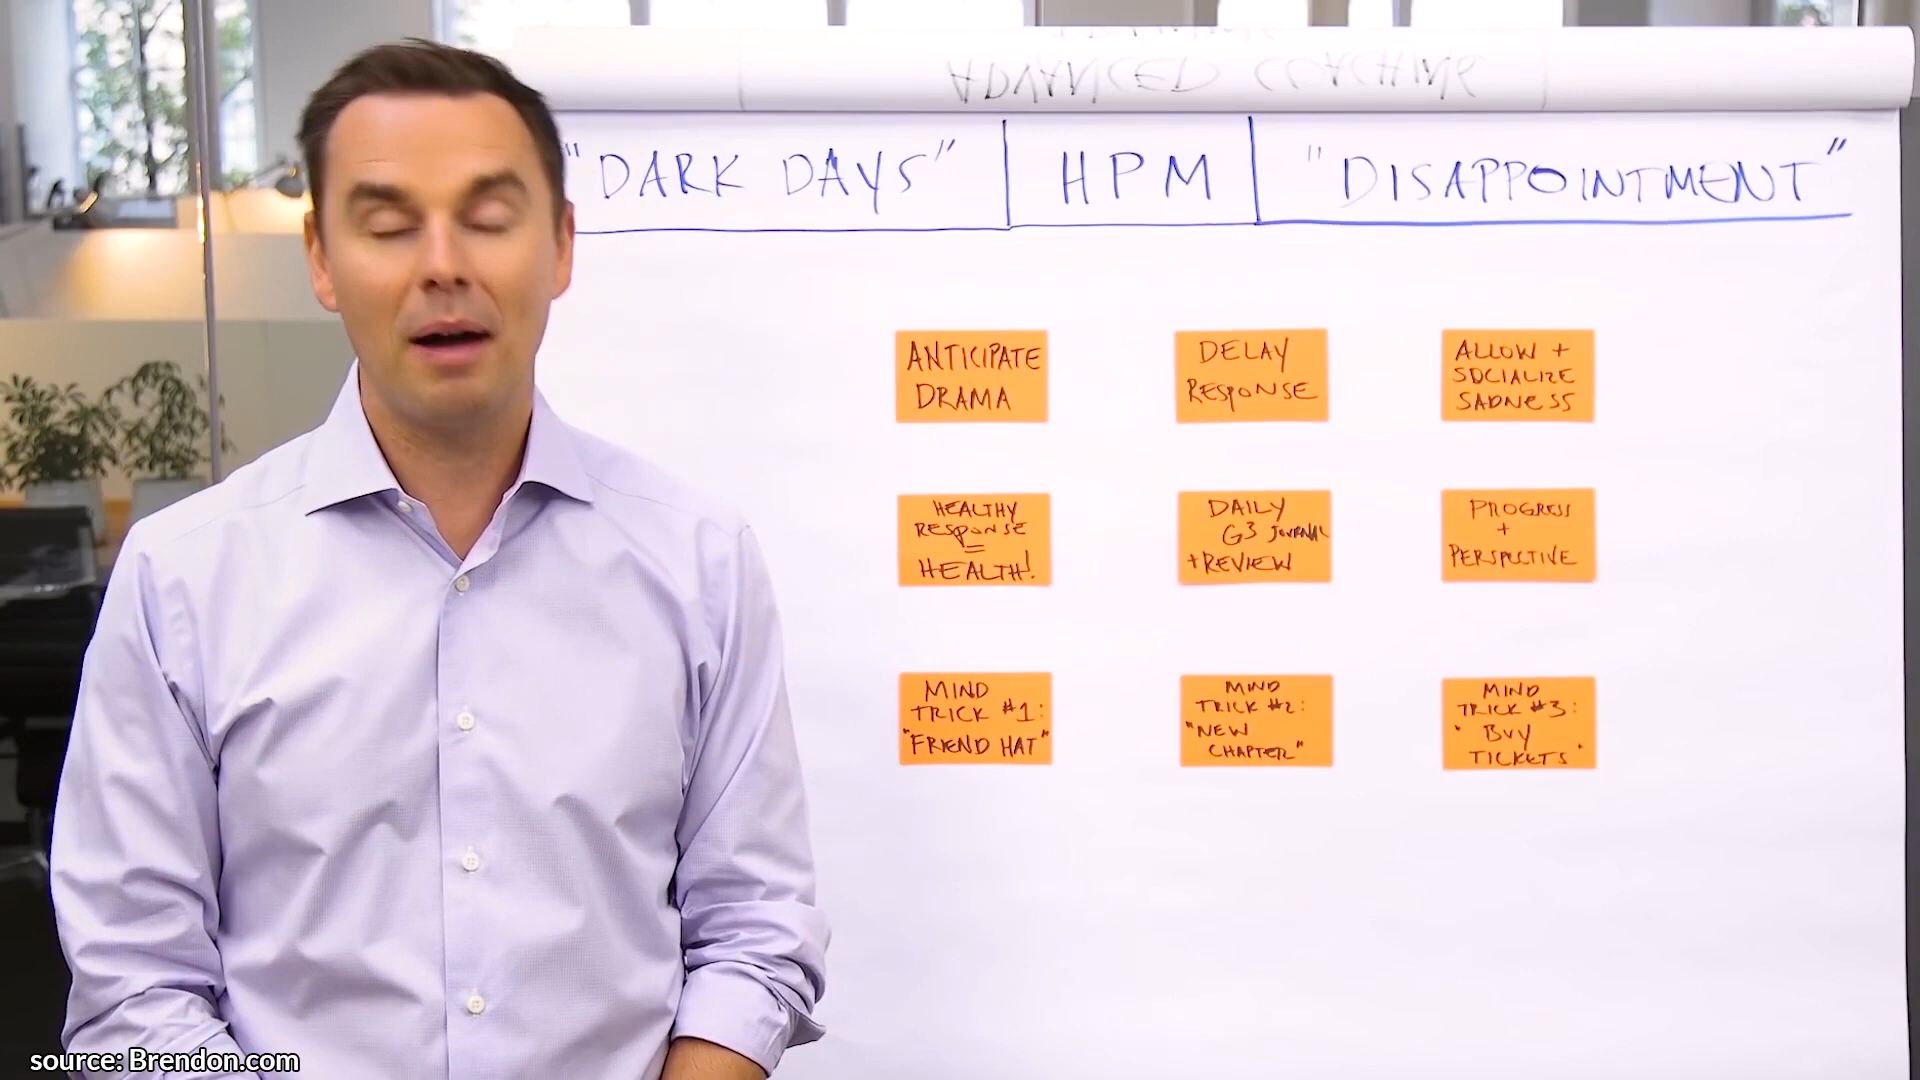 ADVANCED COACHING
"DARK DAYS" | HPM | "DISAPPOINTMENT"
ANTICIPATE
DRAMA
DELAY
RESPONSE
ALLOW +
SOCIALIZE
SADNESS
HEALTHY
RESPONSE
=
HEALTH!
DAILY
G3 JOURNAL
+REVIEW
PROGRESS
+
PERSPECTIVE
MIND
TRICK #1:
"FRIEND HAT"
MIND
TRICK #2:
"NEW
CHAPTER"
MIND
TRICK #3:
"BUY
TICKETS"
source: Brendon.com